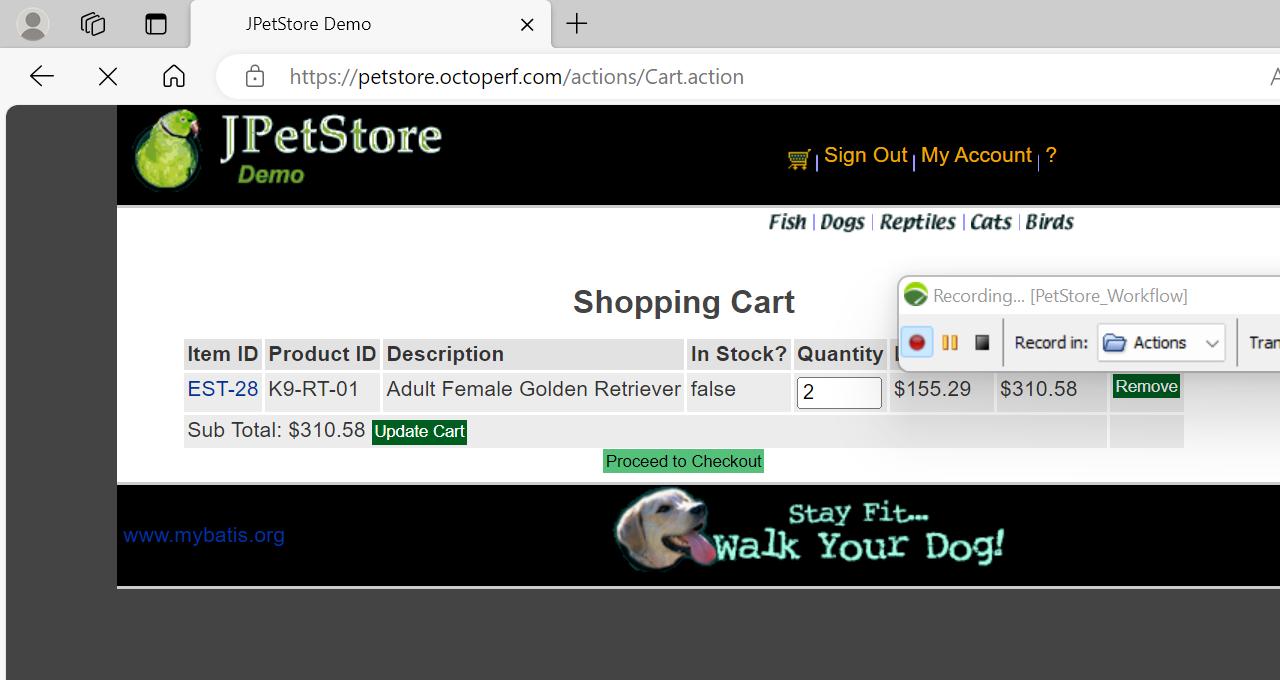 JPetStore Demo
https://petstore.octoperf.com/actions/Cart.action
JPetStore
Demo
Sign Out | My Account | ?
Fish | Dogs | Reptiles | Cats | Birds
Shopping Cart
Recording... [PetStore_Workflow]
Record in: Actions
Item ID Product ID Description In Stock? Quantity
EST-28 K9-RT-01 Adult Female Golden Retriever false 2 $155.29 $310.58 Remove
Sub Total: $310.58 Update Cart
Proceed to Checkout
www.mybatis.org
Stay Fit...
Walk Your Dog!